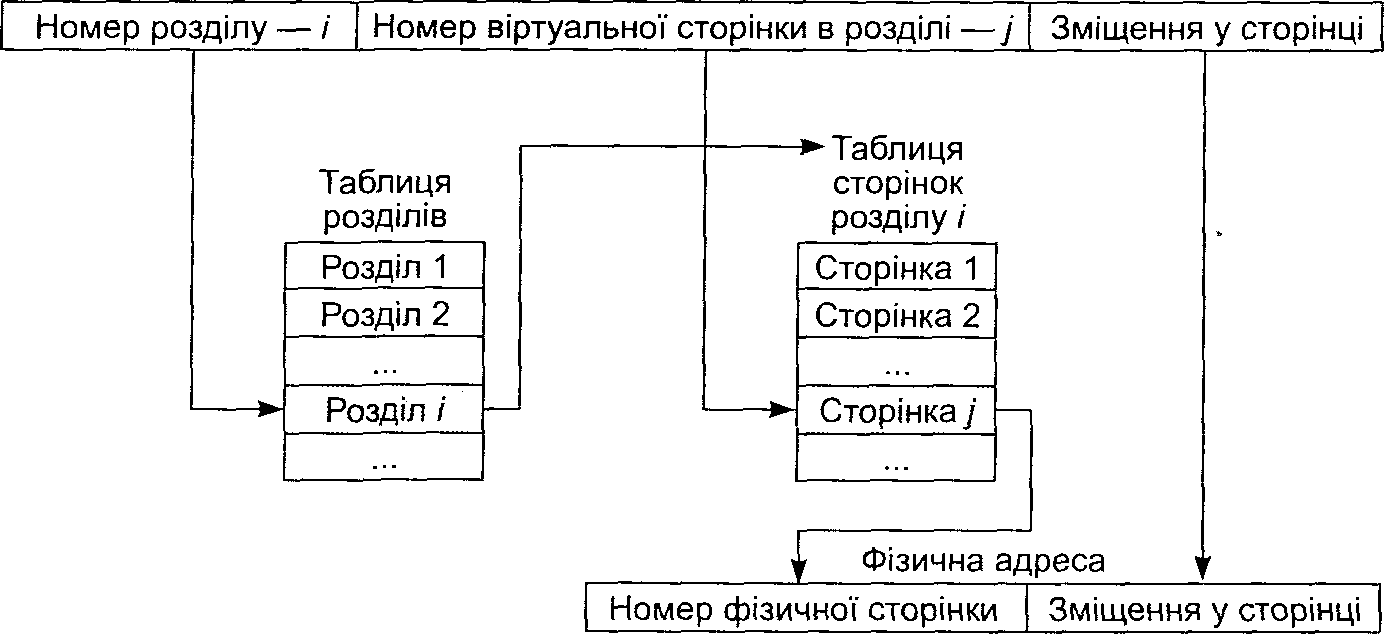 Номер розділу — i Номер віртуальної сторінки в розділі — j Зміщення у сторінці
Таблиця
розділів
Розділ 1
Розділ 2
...
Розділ i
...
Таблиця
сторінок
розділу i
Сторінка 1
Сторінка 2
...
Сторінка j
...
Фізична адреса
Номер фізичної сторінки Зміщення у сторінці